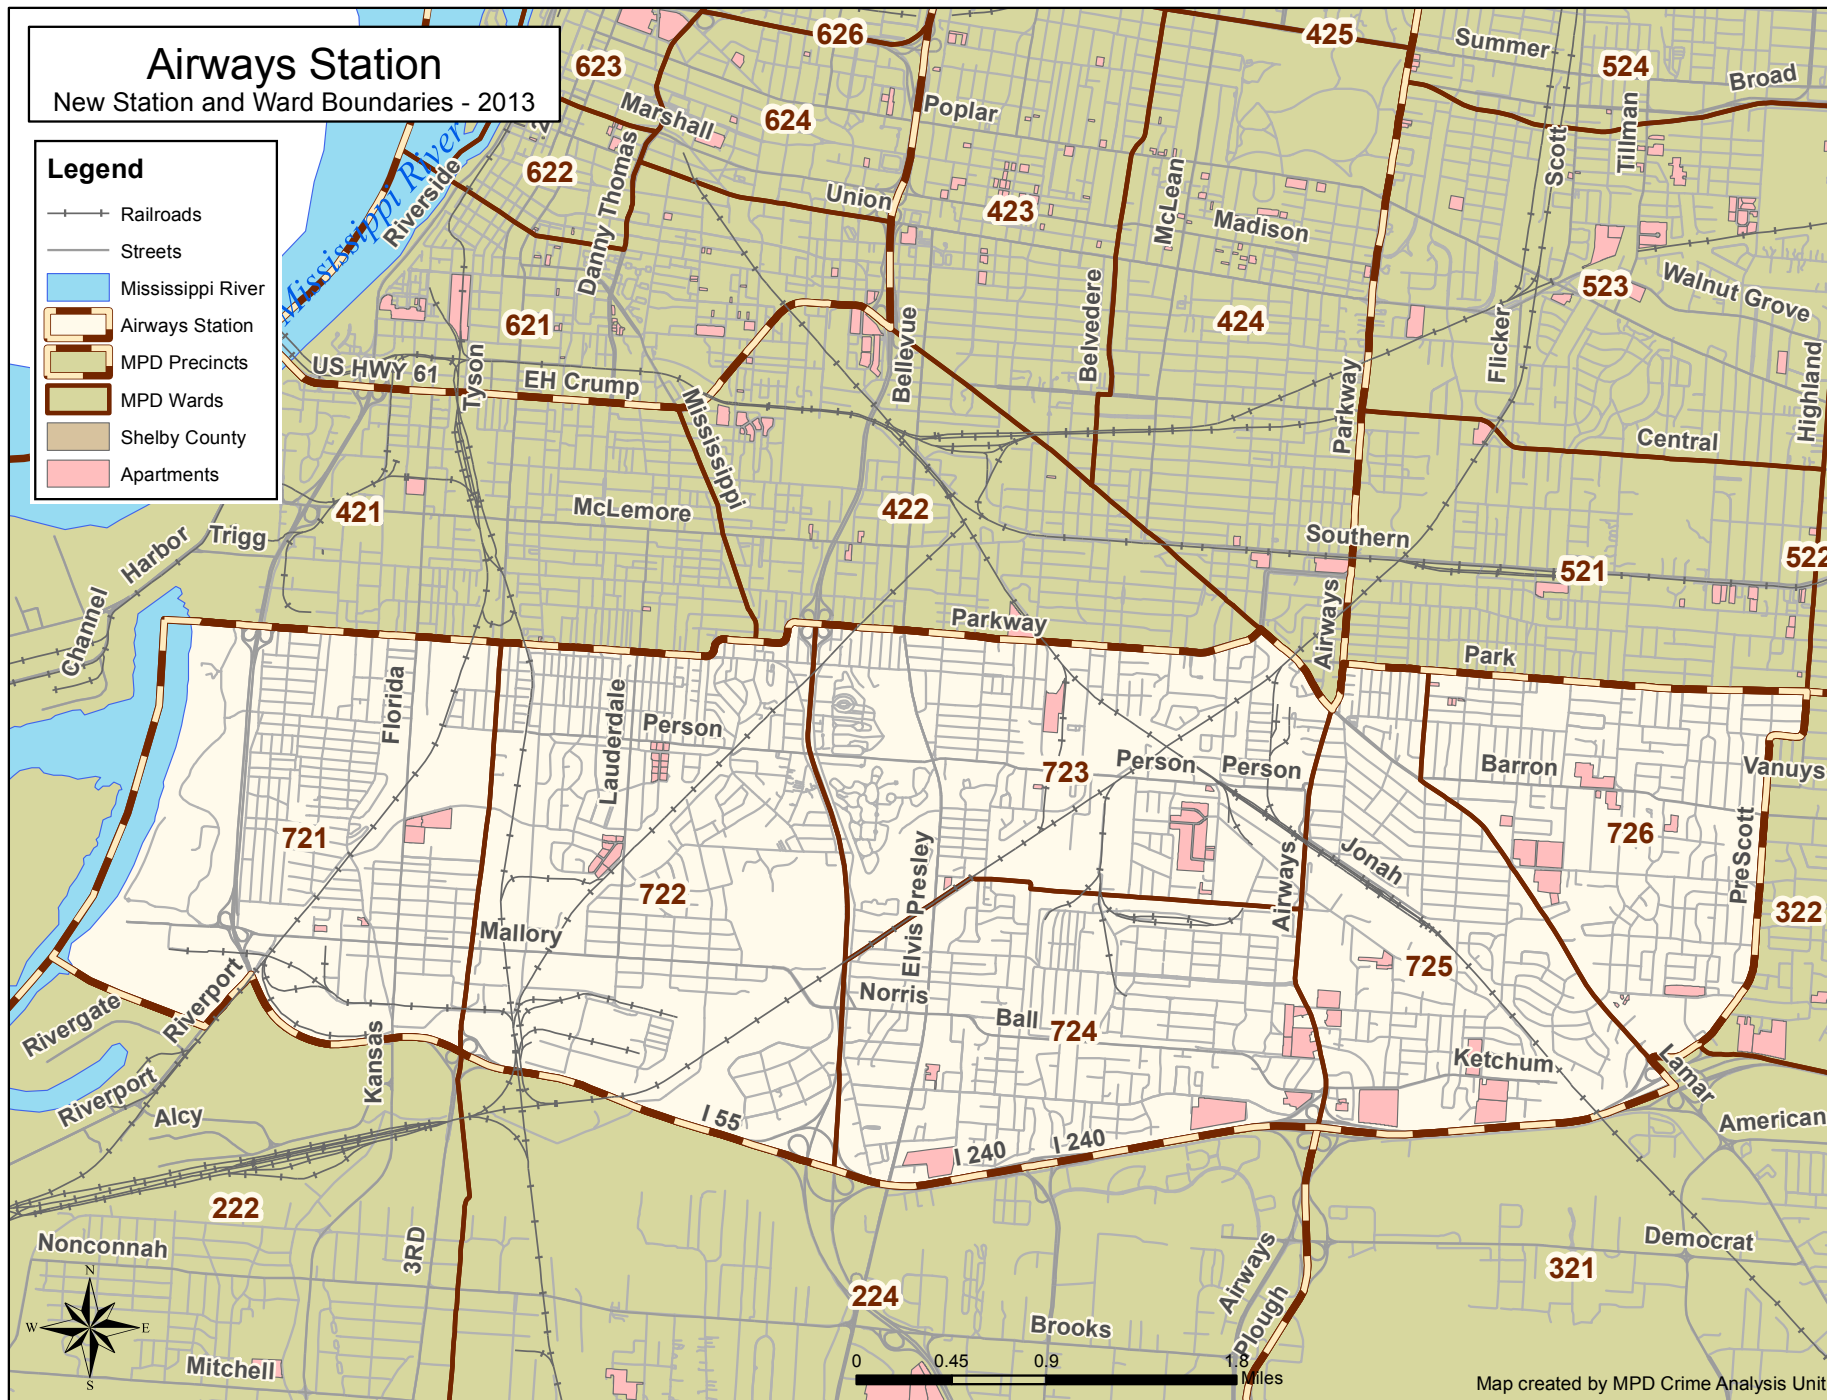 Airways Station
New Station and Ward Boundaries - 2013
Legend
Railroads
Streets
Mississippi River
Airways Station
MPD Precincts
MPD Wards
Shelby County
Apartments
626
425
Summer
524
Broad
623
Marshall
624
Poplar
Scott
Tillman
Mississippi River
Riverside
622
Danny Thomas
Union
423
McLean
Madison
523
Walnut Grove
621
424
Flicker
Highland
US HWY 61
Tyson
EH Crump
Bellevue
Belvedere
Parkway
Mississippi
Central
421
McLemore
422
Southern
521
522
Trigg
Harbor
Channel
Parkway
Airways
Park
Florida
Lauderdale
Person
723
Person
Person
Barron
Vanuys
721
726
PreScott
Jonah
722
Elvis Presley
Airways
322
Mallory
725
Norris
Ball
724
Ketchum
Lamar
Rivergate
Riverport
Kansas
Riverport
Alcy
I 55
I 240
I 240
American
222
3RD
Nonconnah
Airways
Democrat
321
224
Plough
Brooks
Mitchell
N
W
E
S
0 0.45 0.9 1.8
Miles
Map created by MPD Crime Analysis Unit